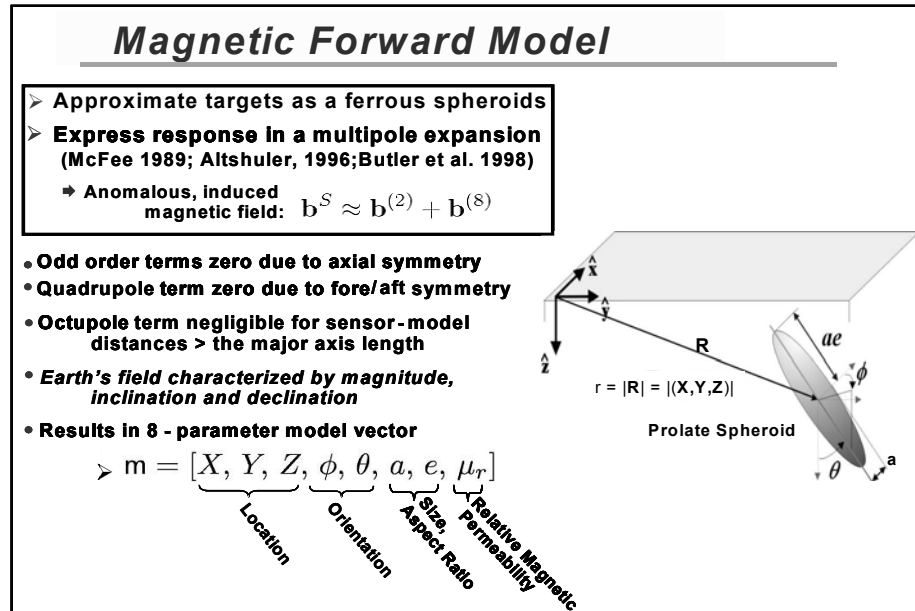 Magnetic Forward Model
➢ Approximate targets as a ferrous spheroids
➢ Express response in a multipole expansion
(McFee 1989; Altshuler, 1996;Butler et al. 1998)
➡ Anomalous, induced
magnetic field: b^S ≈ b^(2) + b^(8)
• Odd order terms zero due to axial symmetry
• Quadrupole term zero due to fore/aft symmetry
• Octupole term negligible for sensor-model
distances > the major axis length
• Earth's field characterized by magnitude,
inclination and declination
• Results in 8 - parameter model vector
➢ m = [X, Y, Z, ϕ, θ, a, e, μ_r]
Location
Orientation
Size,
Aspect Ratio
Relative Magnetic
Permeability
x̂
ŷ
ẑ
R
r = |R| = |(X,Y,Z)|
ae
ϕ
Prolate Spheroid
θ
a